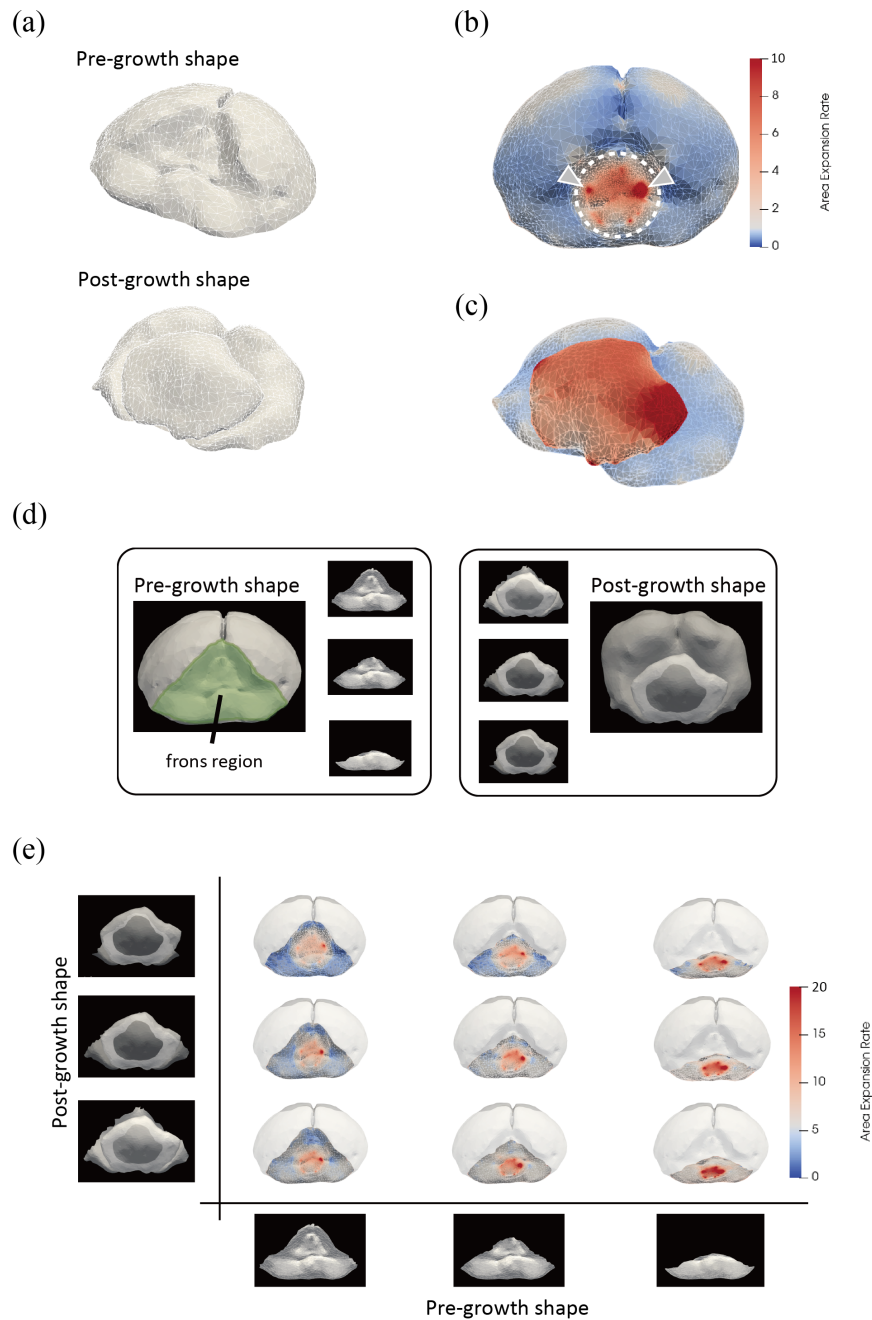 (a)
Pre-growth shape
Post-growth shape
(b)
10
8
6
4
2
0
Area Expansion Rate
(c)
(d)
Pre-growth shape
frons region
Post-growth shape
(e)
Post-growth shape
20
15
10
5
0
Area Expansion Rate
Pre-growth shape